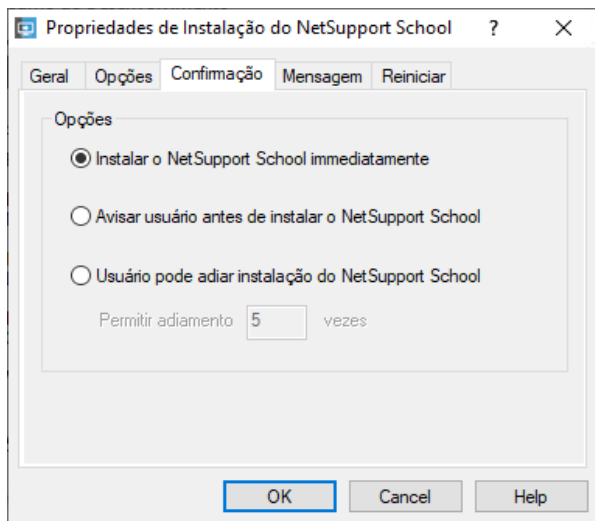 Propriedades de Instalação do NetSupport School ? X
Geral Opções Confirmação Mensagem Reiniciar
Opções
Instalar o NetSupport School immediatamente
Avisar usuário antes de instalar o NetSupport School
Usuário pode adiar instalação do NetSupport School
Permitir adiamento 5 vezes
OK Cancel Help